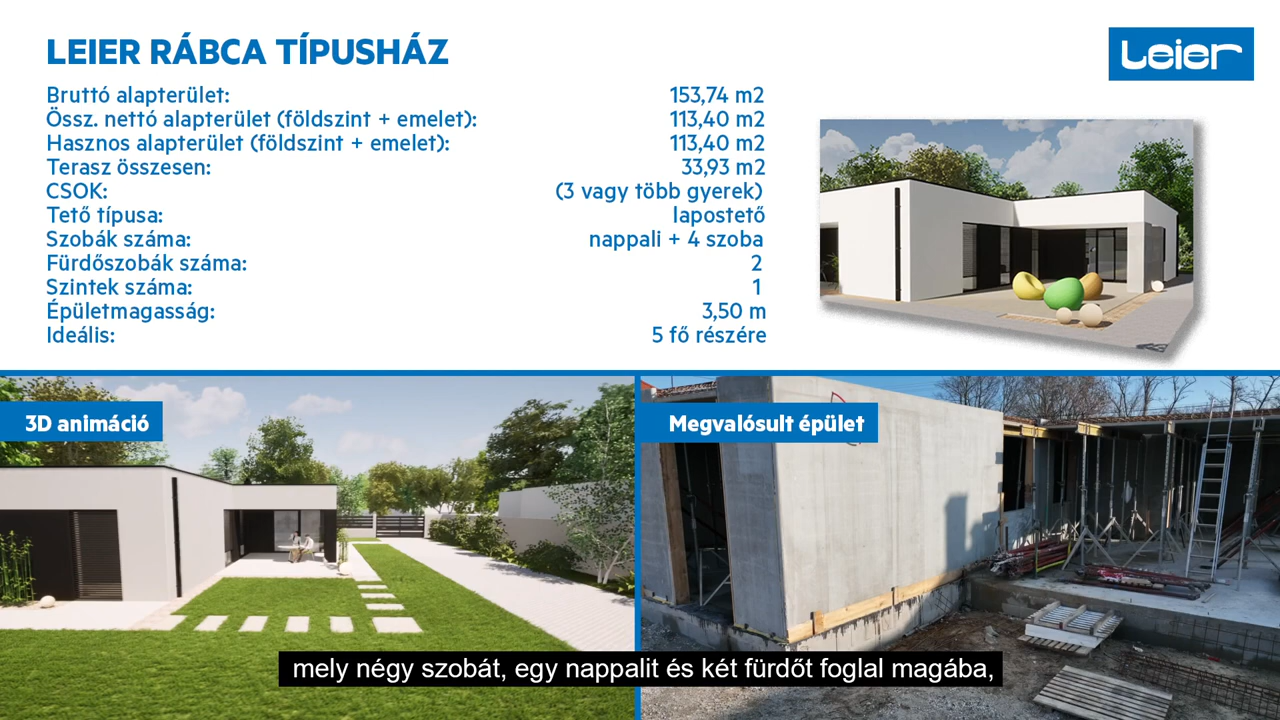 LEIER RÁBCA TÍPUSHÁZ
Leier
Bruttó alapterület: 153,74 m2
Össz. nettó alapterület (földszint + emelet): 113,40 m2
Hasznos alapterület (földszint + emelet): 113,40 m2
Terasz összesen: 33,93 m2
CSOK: (3 vagy több gyerek)
Tető típusa: lapostető
Szobák száma: nappali + 4 szoba
Fürdőszobák száma: 2
Szintek száma: 1
Épületmagasság: 3,50 m
Ideális: 5 fő részére
3D animáció
Megvalósult épület
mely négy szobát, egy nappalit és két fürdőt foglal magába,